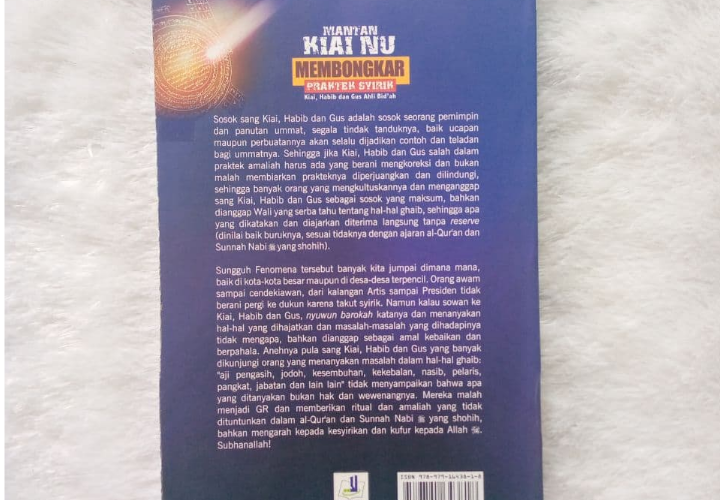 MANTAN
KIAI NU
MEMBONGKAR
PRAKTEK SYIRIK
Kiai, Habib dan Gus Ahli Bid'ah
Sosok sang Kiai, Habib dan Gus adalah sosok seorang pemimpin
dan panutan ummat, segala tindak tanduknya, baik ucapan
maupun perbuatannya akan selalu dijadikan contoh dan teladan
bagi ummatnya. Sehingga jika Kiai, Habib dan Gus salah dalam
praktek amaliah harus ada yang berani mengkoreksi dan bukan
malah membiarkan prakteknya diperjuangkan dan dilindungi,
sehingga banyak orang yang mengkultuskannya dan menganggap
sang Kiai, Habib dan Gus sebagai sosok yang maksum, bahkan
dianggap Wali yang serba tahu tentang hal-hal ghaib, sehingga apa
yang dikatakan dan diajarkan diterima langsung tanpa reserve
(dinilai baik buruknya, sesuai tidaknya dengan ajaran al-Qur'an dan
Sunnah Nabi ﷺ yang shohih).
Sungguh Fenomena tersebut banyak kita jumpai dimana mana,
baik di kota-kota besar maupun di desa-desa terpencil. Orang awam
sampai cendekiawan, dari kalangan Artis sampai Presiden tidak
berani pergi ke dukun karena takut syirik. Namun kalau sowan ke
Kiai, Habib dan Gus, nyuwun barokah katanya dan menanyakan
hal-hal yang dihajatkan dan masalah-masalah yang dihadapinya
tidak mengapa, bahkan dianggap sebagai amal kebaikan dan
berpahala. Anehnya pula sang Kiai, Habib dan Gus yang banyak
dikunjungi orang yang menanyakan masalah dalam hal-hal ghaib:
"aji pengasih, jodoh, kesembuhan, kekebalan, nasib, pelaris,
pangkat, jabatan dan lain lain" tidak menyampaikan bahwa apa
yang ditanyakan bukan hak dan wewenangnya. Mereka malah
menjadi GR dan memberikan ritual dan amaliah yang tidak
dituntunkan dalam al-Qur'an dan Sunnah Nabi ﷺ yang shohih,
bahkan mengarah kepada kesyirikan dan kufur kepada Allah ﷻ.
Subhanallah!